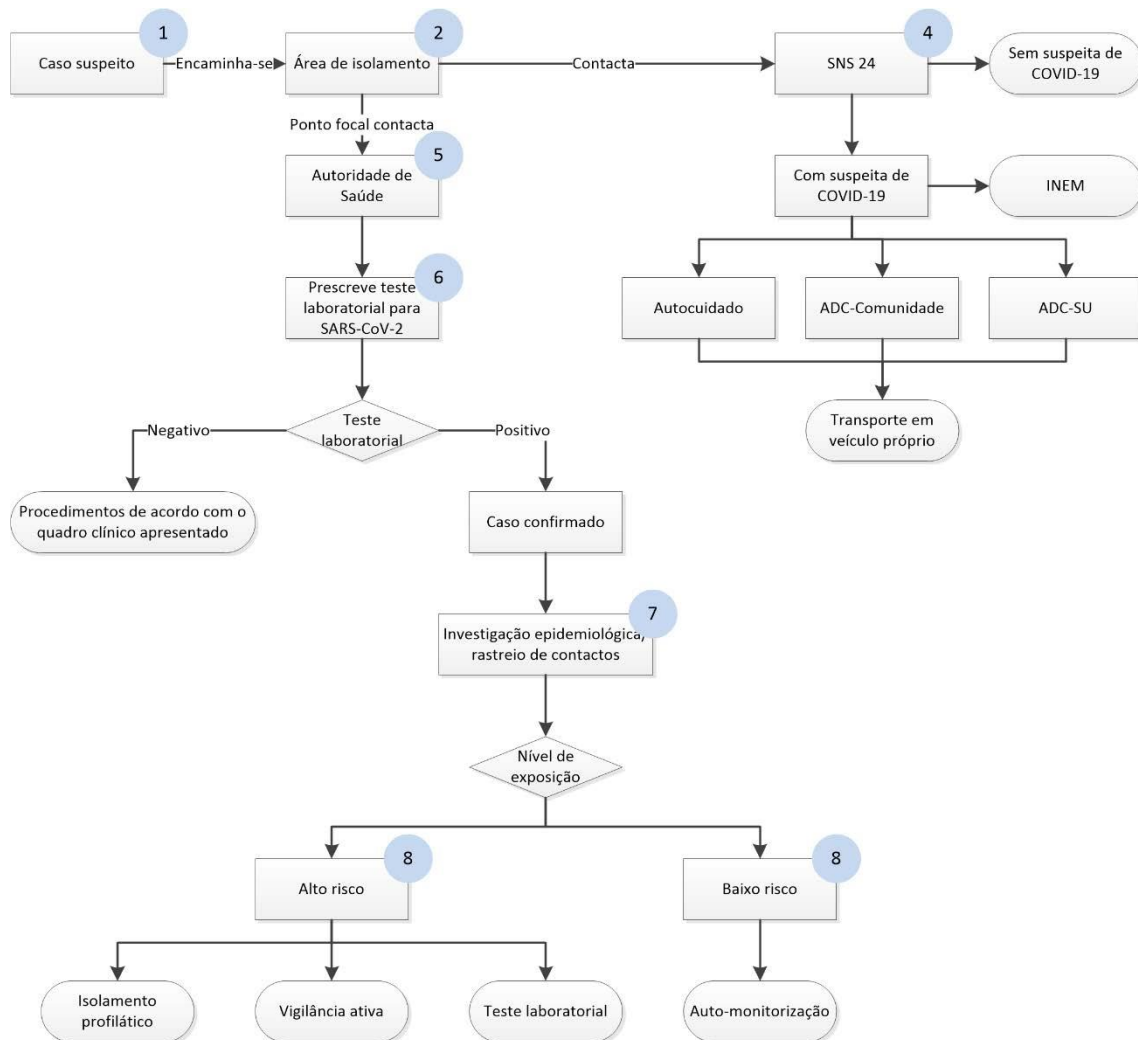 1
Caso suspeito
Encaminha-se
2
Área de isolamento
Contacta
4
SNS 24
Sem suspeita de
COVID-19
Ponto focal contacta
5
Autoridade de
Saúde
Com suspeita de
COVID-19
INEM
6
Prescreve teste
laboratorial para
SARS-CoV-2
Autocuidado
ADC-Comunidade
ADC-SU
Negativo
Teste
laboratorial
Positivo
Transporte em
veículo próprio
Procedimentos de acordo com o
quadro clínico apresentado
Caso confirmado
7
Investigação epidemiológica/
rastreio de contactos
Nível de
exposição
8
Alto risco
8
Baixo risco
Isolamento
profilático
Vigilância ativa
Teste laboratorial
Auto-monitorização